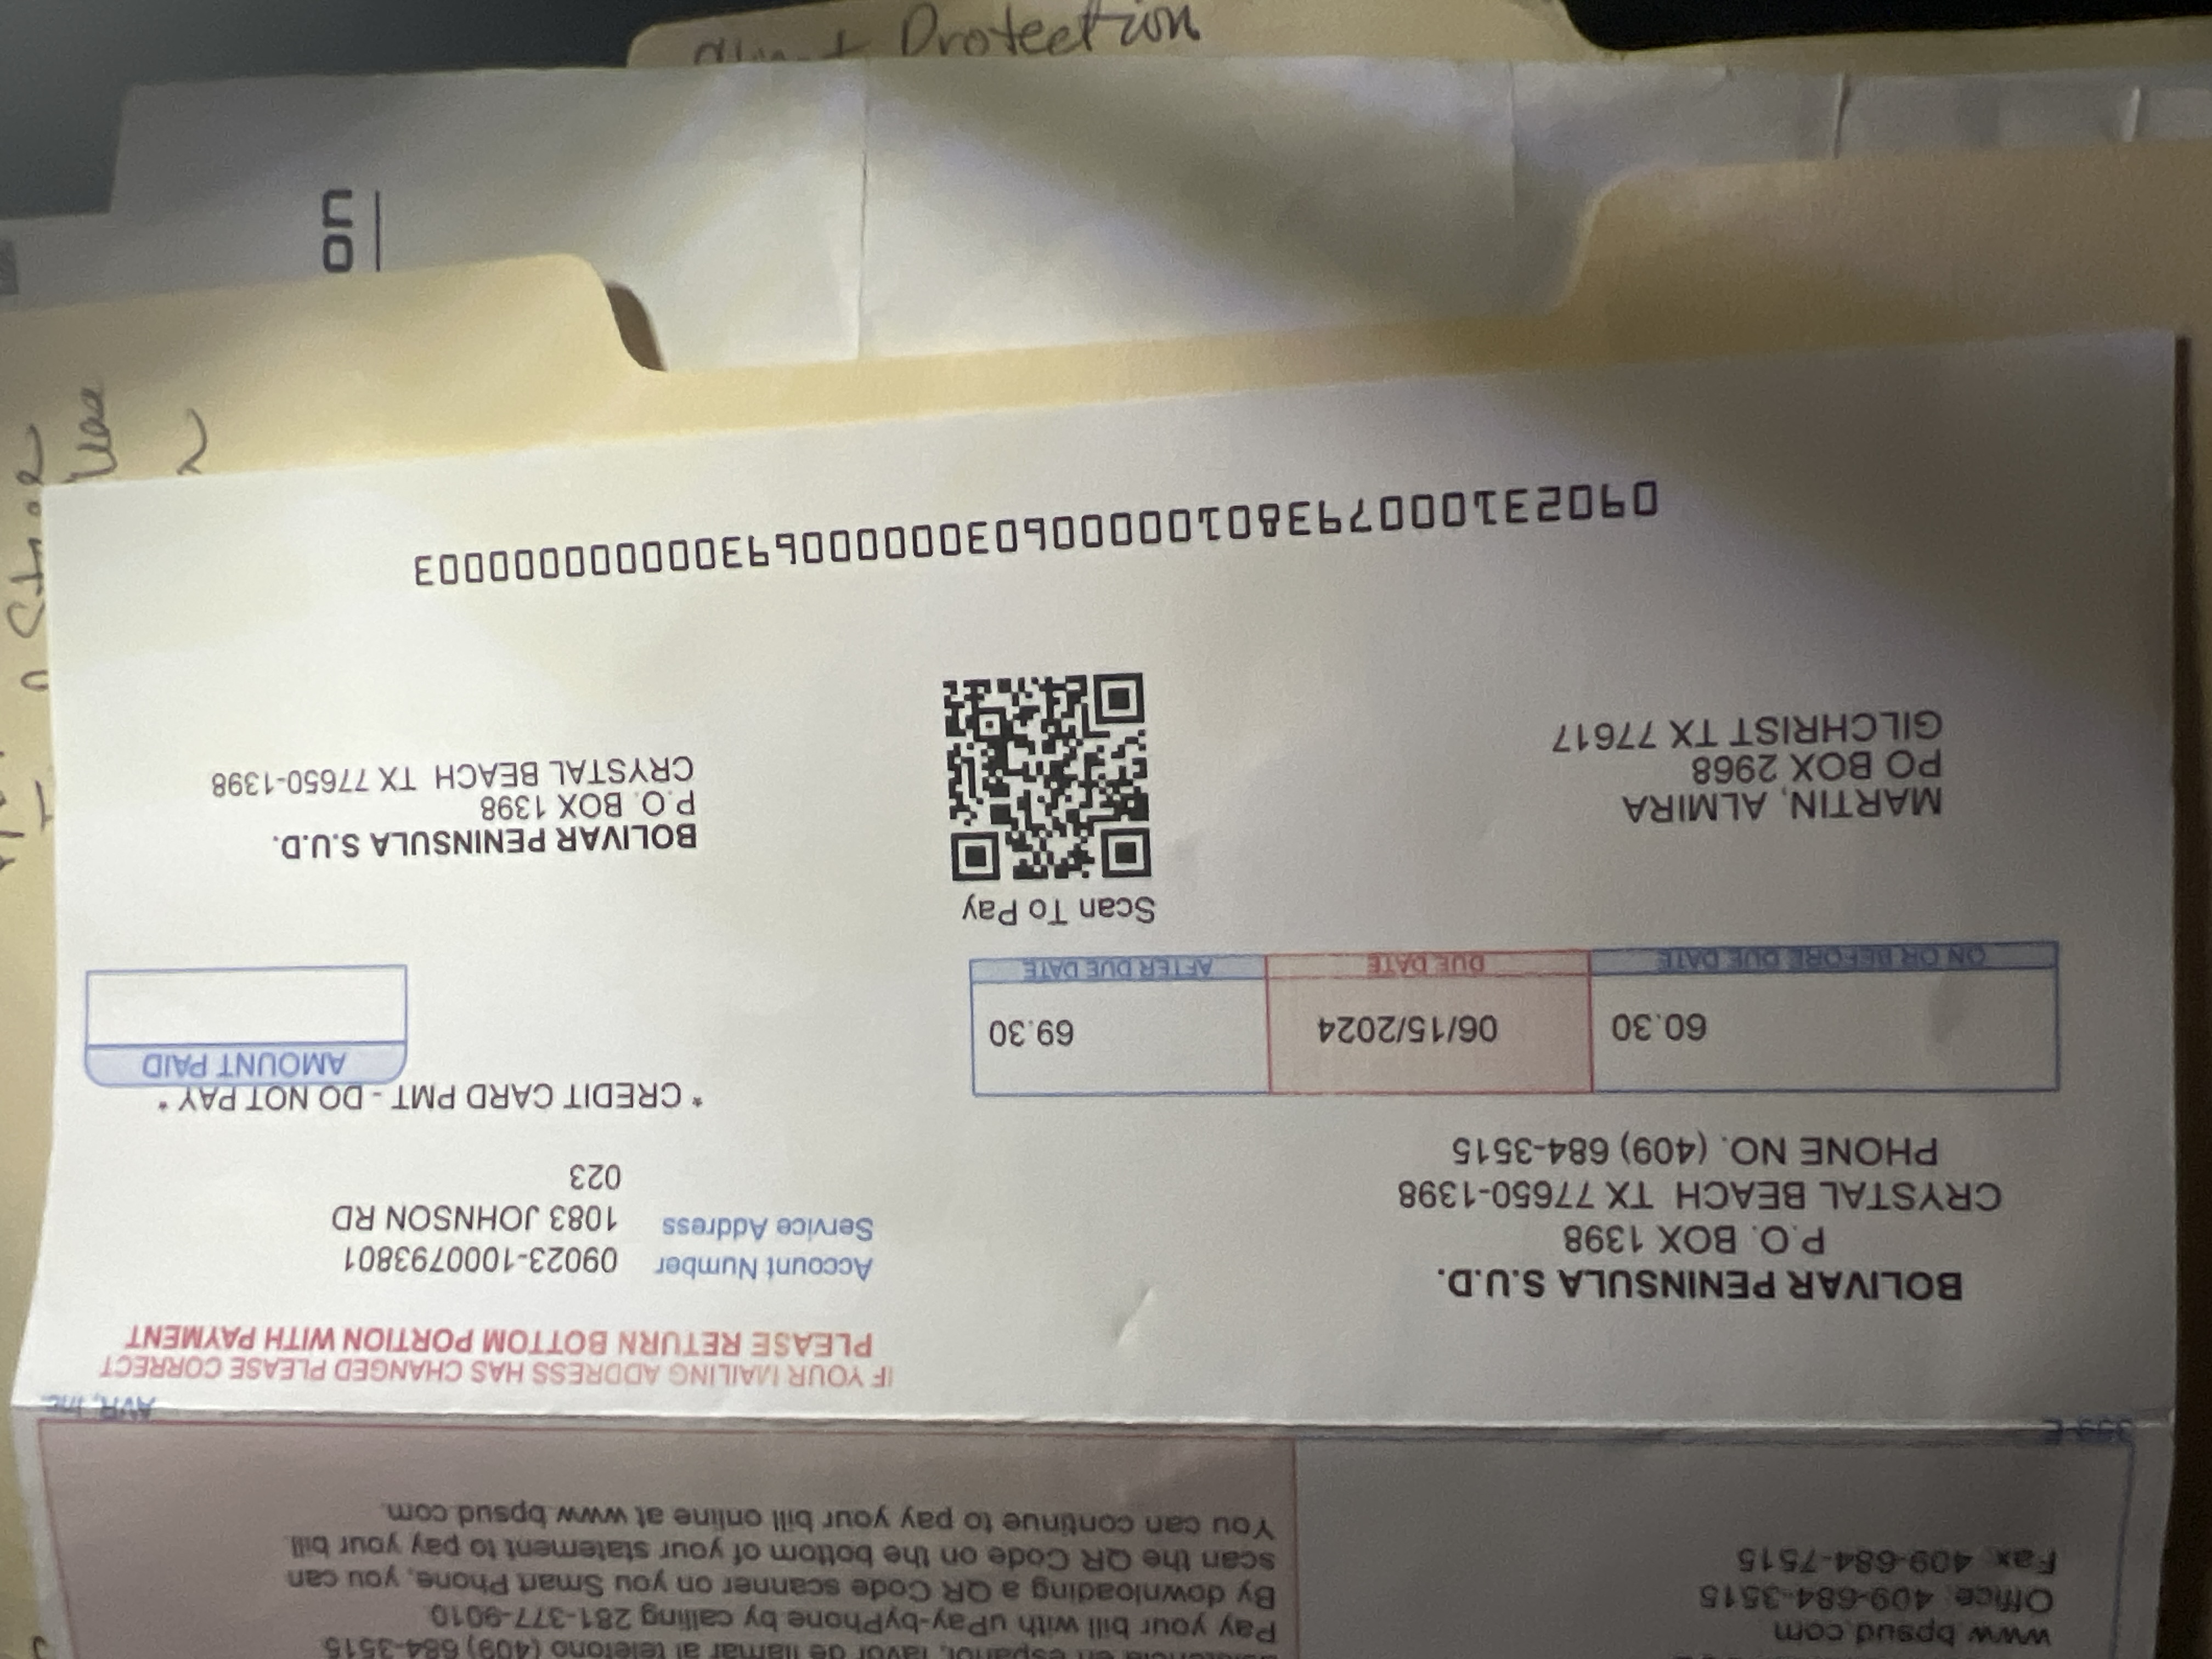 www.bpsud.com
Office: 409-684-3515
Fax: 409-684-7515
favor de llamar al telefono (409) 684-3515
Pay your bill with uPay-byPhone by calling 281-377-9010.
By downloading a QR Code scanner on you Smart Phone, you can
scan the QR Code on the bottom of your statement to pay your bill.
You can continue to pay your bill online at www.bpsud.com.
AVR, Inc
IF YOUR MAILING ADDRESS HAS CHANGED PLEASE CORRECT
PLEASE RETURN BOTTOM PORTION WITH PAYMENT
BOLIVAR PENINSULA S.U.D.
P.O. BOX 1398
CRYSTAL BEACH TX 77650-1398
PHONE NO. (409) 684-3515
Account Number 09023-1000793801
Service Address 1083 JOHNSON RD
023
*CREDIT CARD PMT - DO NOT PAY*
60.30 06/15/2024 69.30
ON OR BEFORE DUE DATE DUE DATE AFTER DUE DATE
AMOUNT PAID
Scan To Pay
MARTIN, ALMIRA
PO BOX 2968
GILCHRIST TX 77617
BOLIVAR PENINSULA S.U.D.
P.O. BOX 1398
CRYSTAL BEACH TX 77650-1398
Protection